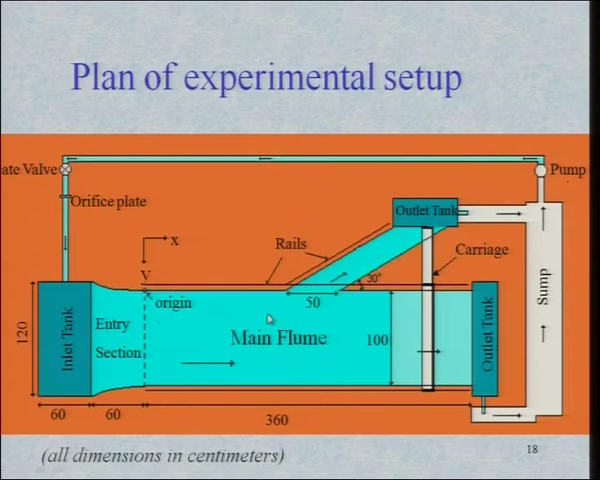 Plan of experimental setup
ate Valve
Pump
Orifice plate
Outlet Tank
x
Rails
Carriage
y
30°
origin
50
Sump
120
Inlet Tank
Entry
Section
Main Flume
100
Outlet Tank
60
60
360
(all dimensions in centimeters)
18